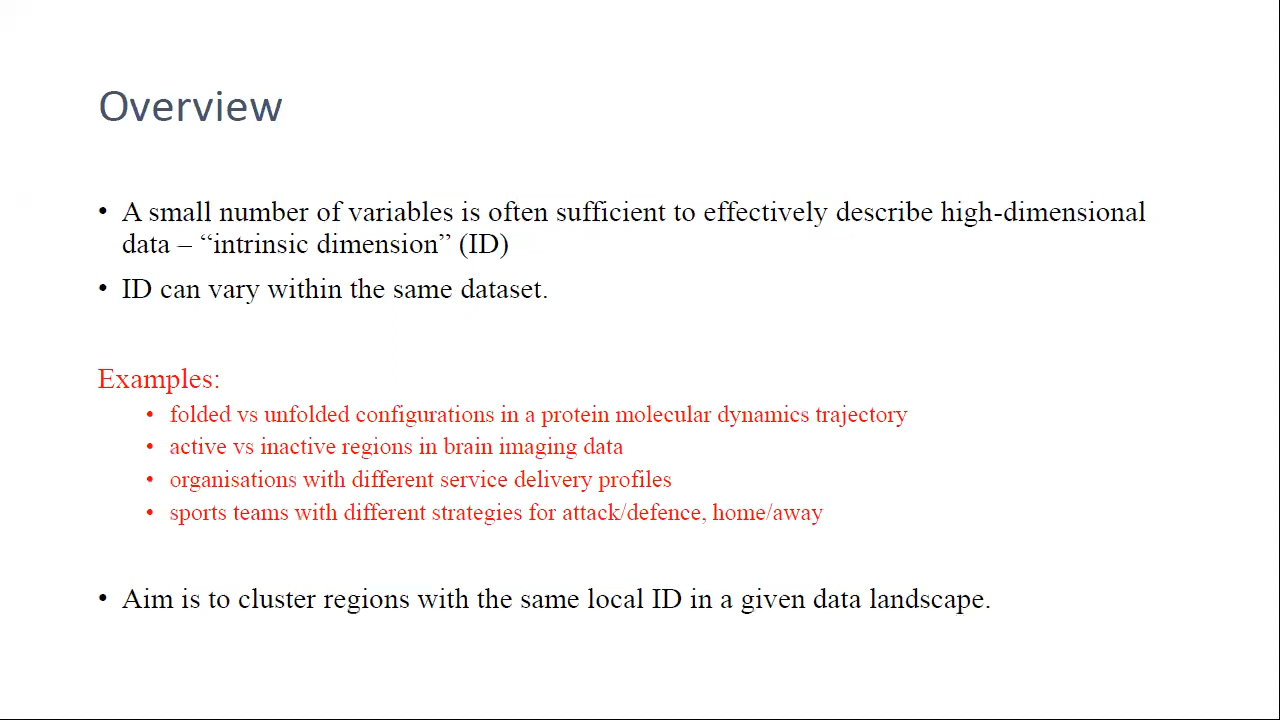 Overview
• A small number of variables is often sufficient to effectively describe high-dimensional
data – “intrinsic dimension” (ID)
• ID can vary within the same dataset.
Examples:
• folded vs unfolded configurations in a protein molecular dynamics trajectory
• active vs inactive regions in brain imaging data
• organisations with different service delivery profiles
• sports teams with different strategies for attack/defence, home/away
• Aim is to cluster regions with the same local ID in a given data landscape.